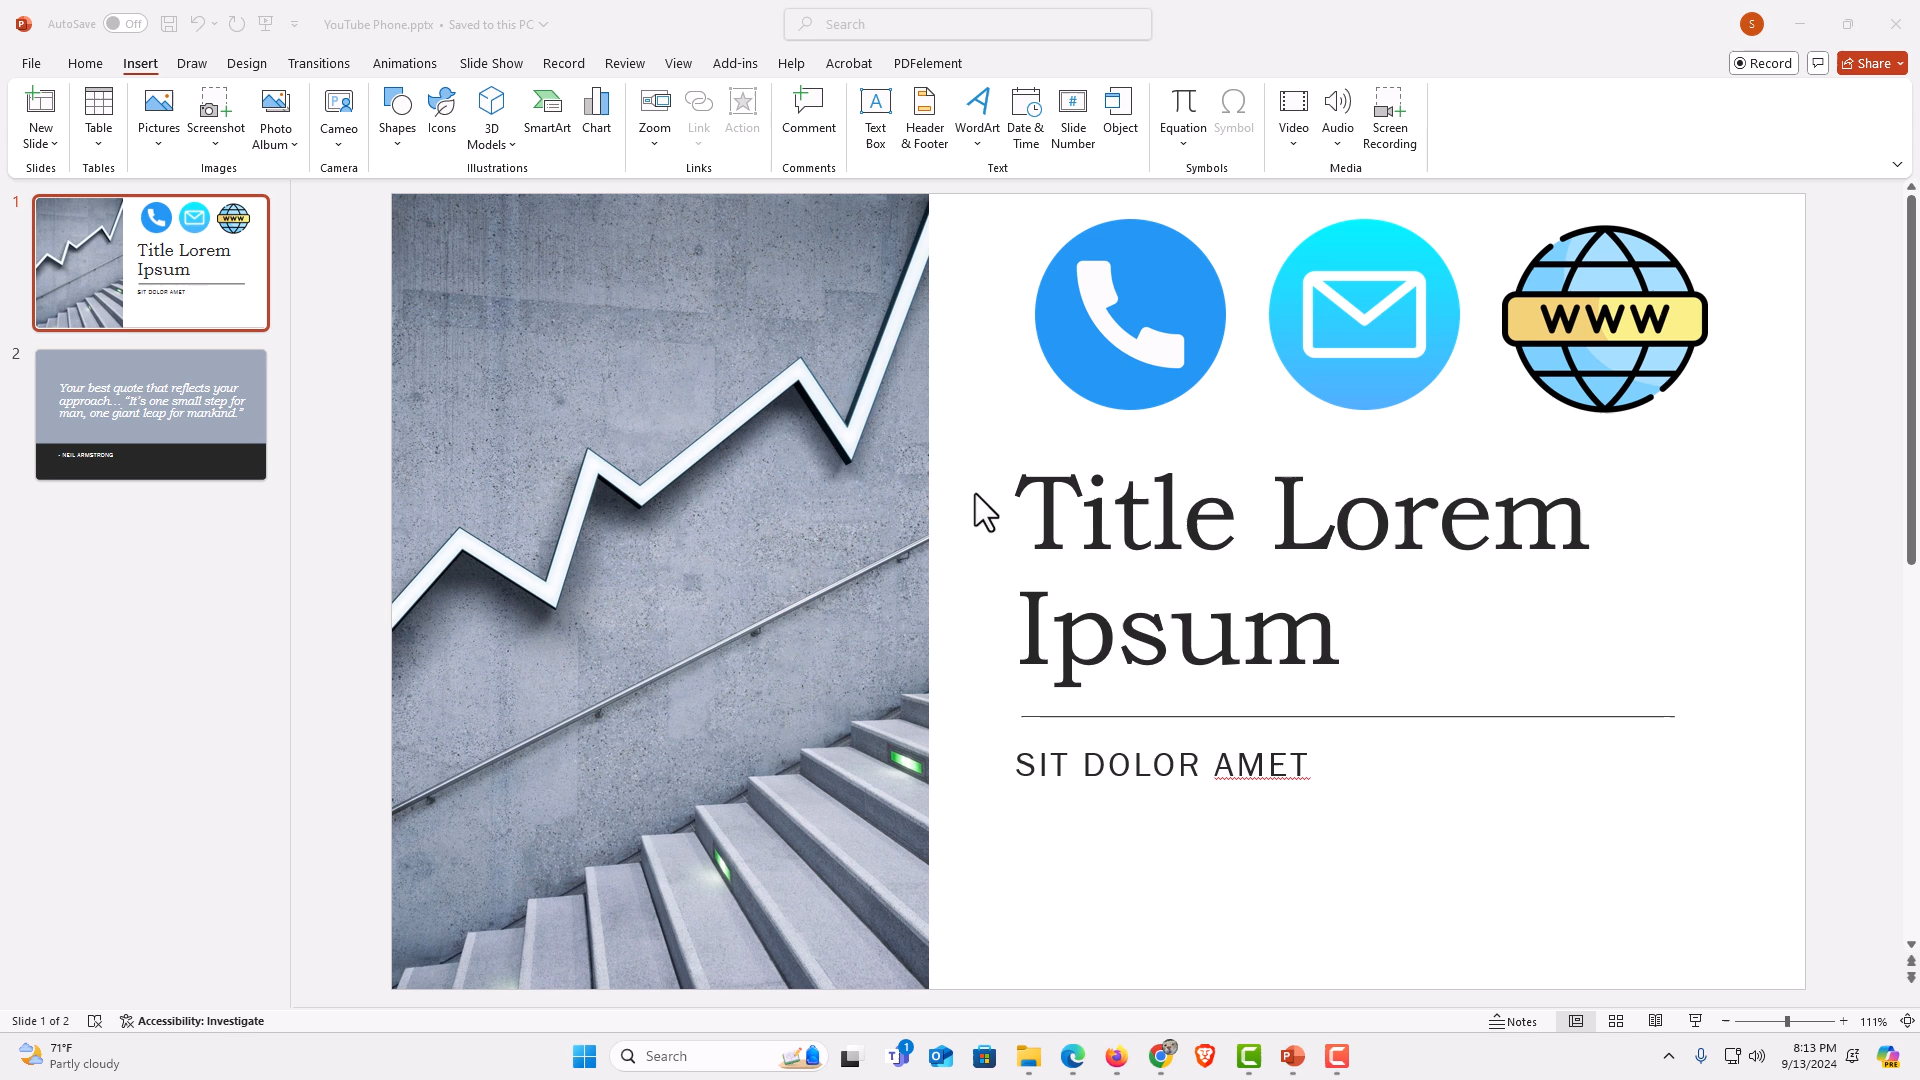 AutoSave Off YouTube Phone.pptx • Saved to this PC Search S
File Home Insert Draw Design Transitions Animations Slide Show Record Review View Add-ins Help Acrobat PDFelement Record Share
New Slide
Table
Pictures
Screenshot
Photo Album
Cameo
Shapes
Icons
3D Models
SmartArt
Chart
Zoom
Link
Action
Comment
Text Box
Header & Footer
WordArt
Date & Time
Slide Number
Object
Equation
Symbol
Video
Audio
Screen Recording
Slides Tables Images Camera Illustrations Links Comments Text Symbols Media
1
WWW
Title Lorem
Ipsum
SIT DOLOR AMET
2
Your best quote that reflects your
approach... “It’s one small step for
man, one giant leap for mankind.”
- NEIL ARMSTRONG
WWW
Title Lorem
Ipsum
SIT DOLOR AMET
Slide 1 of 2 Accessibility: Investigate Notes 111%
71°F
Partly cloudy
Search
1
8:13 PM
9/13/2024
PRE